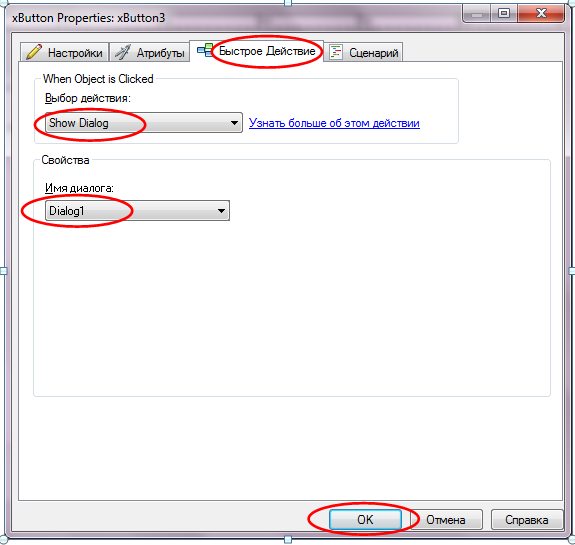 xButton Properties: xButton3
Настройки Атрибуты Быстрое Действие Сценарий
When Object is Clicked
Выбор действия:
Show Dialog Узнать больше об этом действии
Свойства
Имя диалога:
Dialog1
OK Отмена Справка